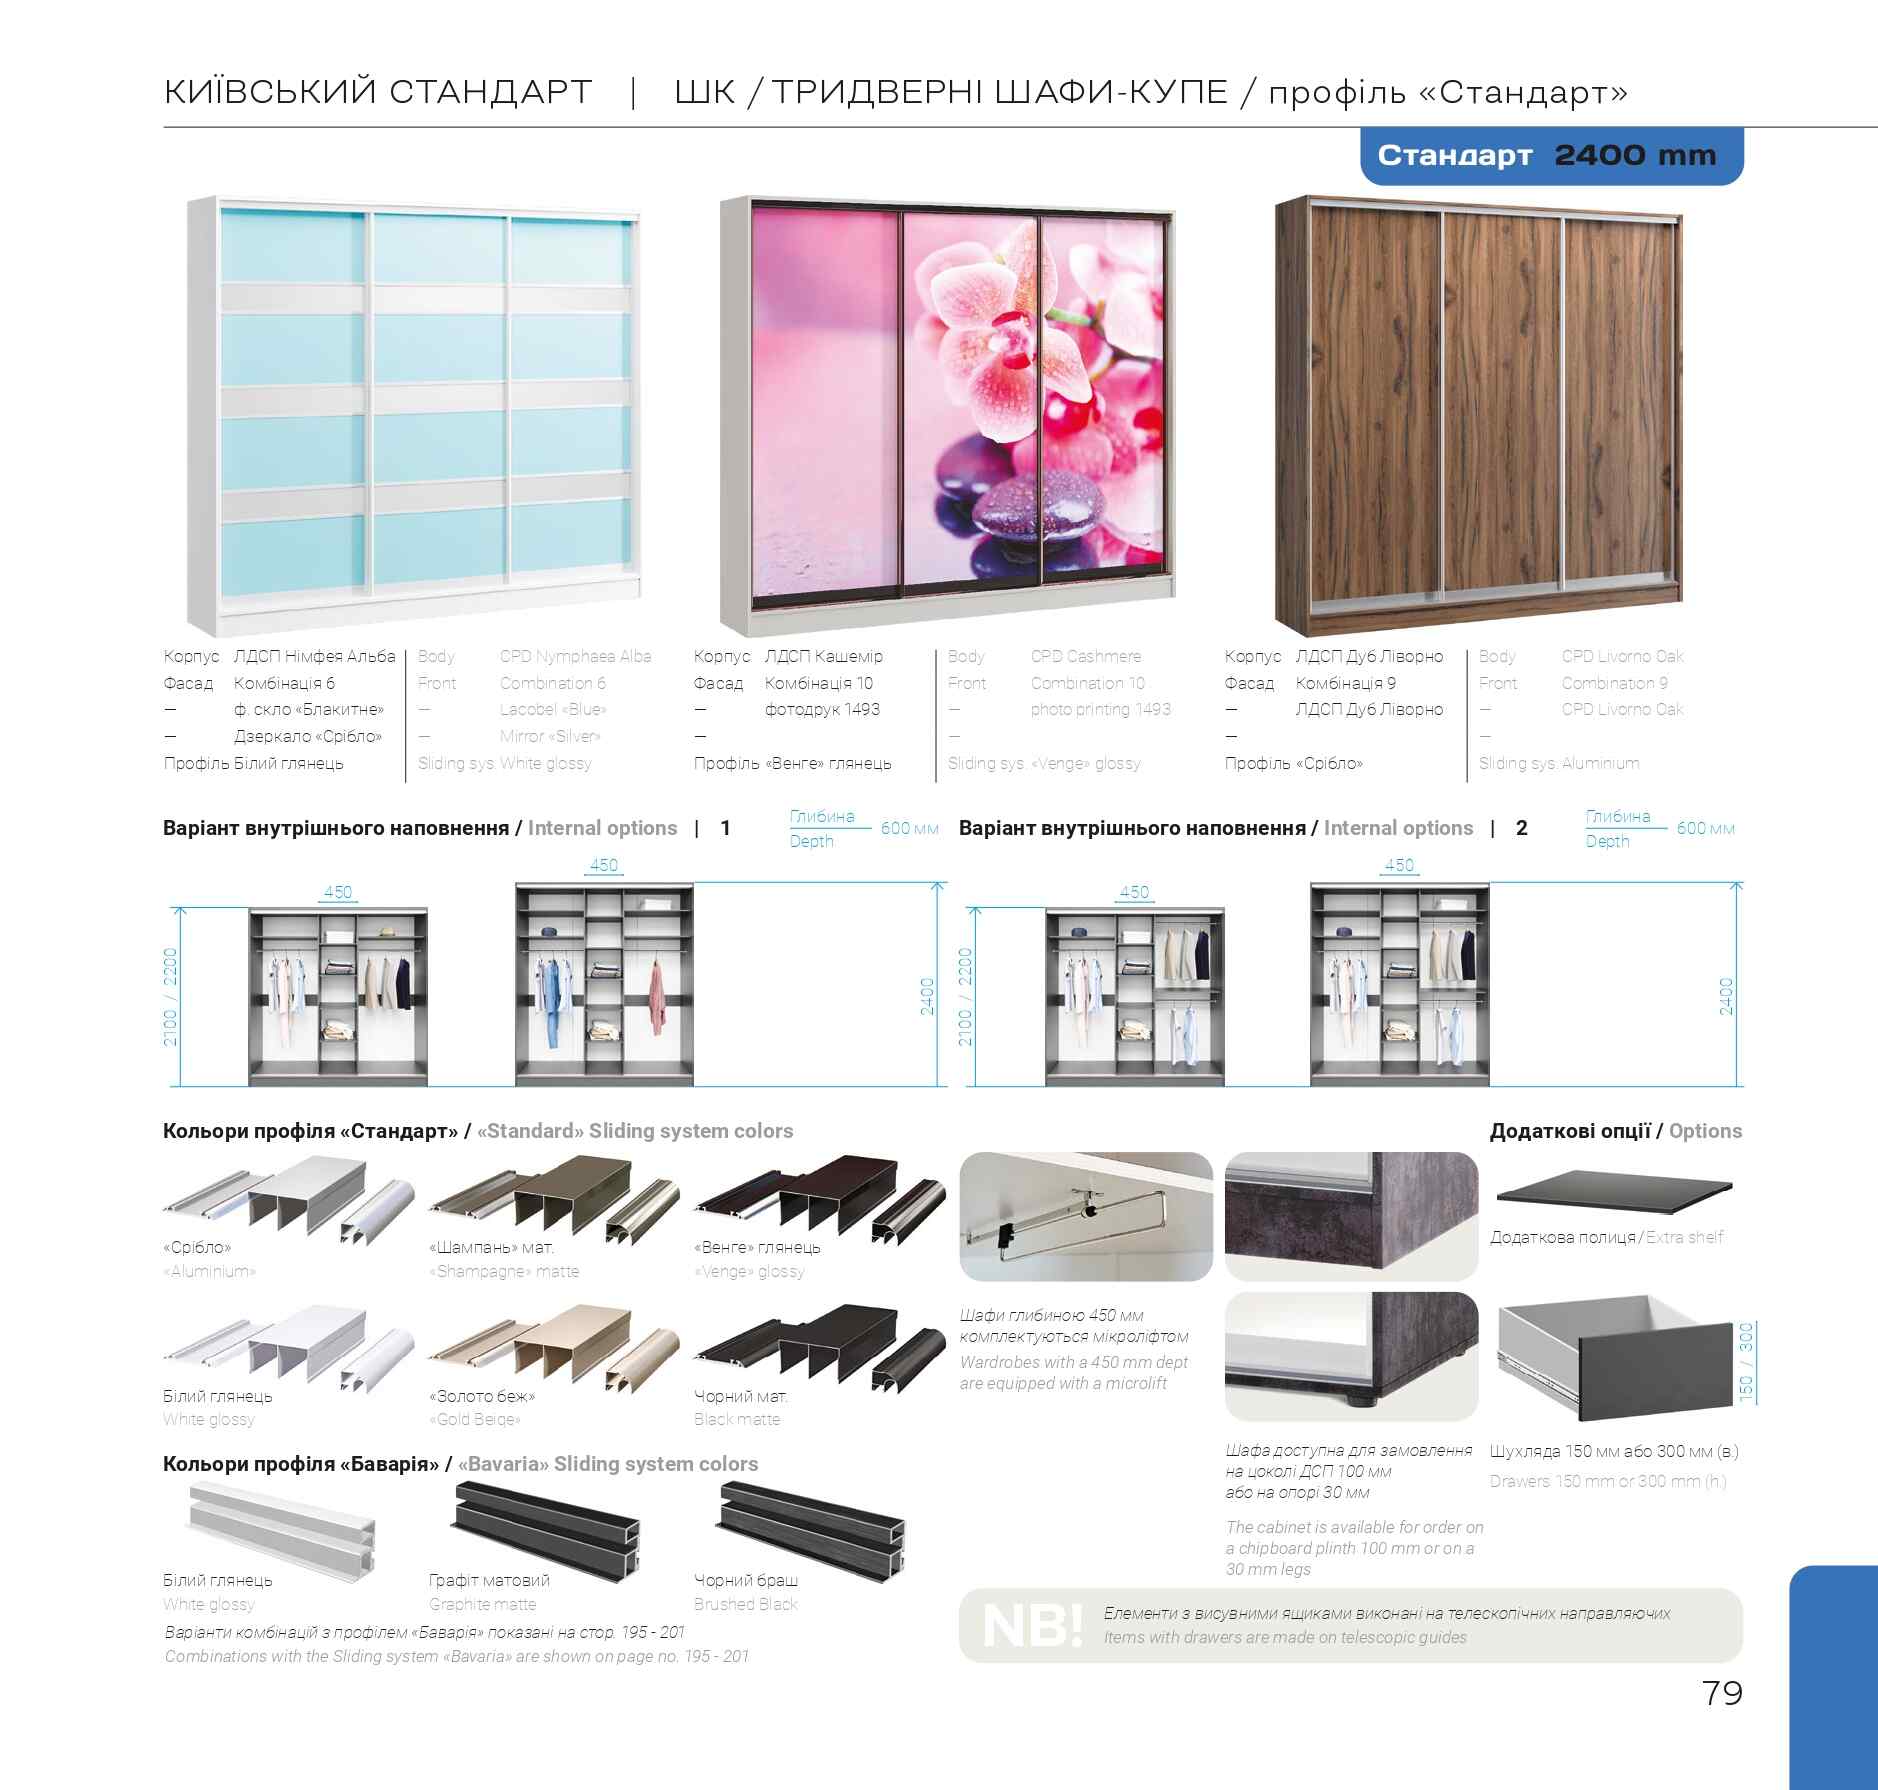 КИЇВСЬКИЙ СТАНДАРТ | ШК / ТРИДВЕРНІ ШАФИ-КУПЕ / профіль «Стандарт»
Стандарт 2400 mm
Корпус ЛДСП Німфея Альба Body CPD Nymphaea Alba
Фасад Комбінація 6 Front Combination 6
— ф. скло «Блакитне» — Lacobel «Blue»
— Дзеркало «Срібло» — Mirror «Silver»
Профіль Білий глянець Sliding sys. White glossy
Корпус ЛДСП Кашемір Body CPD Cashmere
Фасад Комбінація 10 Front Combination 10
— фотодрук 1493 — photo printing 1493
— —
Профіль «Венге» глянець Sliding sys. «Venge» glossy
Корпус ЛДСП Дуб Ліворно Body CPD Livorno Oak
Фасад Комбінація 9 Front Combination 9
— ЛДСП Дуб Ліворно — CPD Livorno Oak
— —
Профіль «Срібло» Sliding sys. Aluminium
Варіант внутрішнього наповнення / Internal options | 1
Глибина
Depth
600 мм
450
450
2100 / 2200
2400
Варіант внутрішнього наповнення / Internal options | 2
Глибина
Depth
600 мм
450
450
2100 / 2200
2400
Кольори профіля «Стандарт» / «Standard» Sliding system colors
«Срібло»
«Aluminium»
«Шампань» мат.
«Shampagne» matte
«Венге» глянець
«Venge» glossy
Білий глянець
White glossy
«Золото беж»
«Gold Beige»
Чорний мат.
Black matte
Кольори профіля «Баварія» / «Bavaria» Sliding system colors
Білий глянець
White glossy
Графіт матовий
Graphite matte
Чорний браш
Brushed Black
Варіанти комбінацій з профілем «Баварія» показані на стор. 195 - 201
Combinations with the Sliding system «Bavaria» are shown on page no. 195 - 201
Шафи глибиною 450 мм
комплектуються мікроліфтом
Wardrobes with a 450 mm dept
are equipped with a microlift
Шафа доступна для замовлення
на цоколі ДСП 100 мм
або на опорі 30 мм
The cabinet is available for order on
a chipboard plinth 100 mm or on a
30 mm legs
Додаткові опції / Options
Додаткова полиця / Extra shelf
150 / 300
Шухляда 150 мм або 300 мм (в.)
Drawers 150 mm or 300 mm (h.)
NB!
Елементи з висувними ящиками виконані на телескопічних направляючих
Items with drawers are made on telescopic guides
79